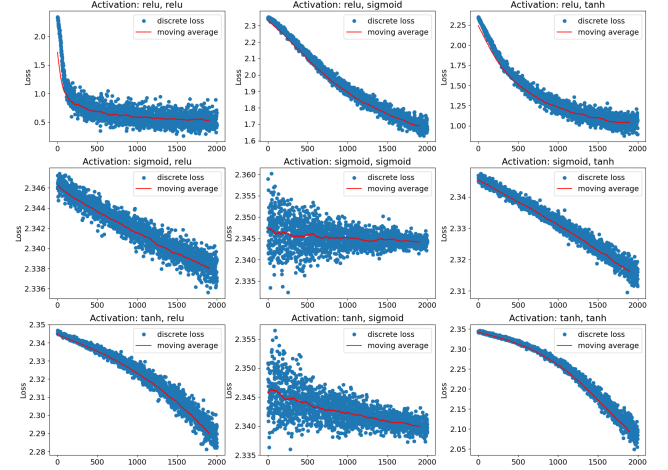 Activation: relu, relu
Loss
2.0
1.5
1.0
0.5
0
500
1000
1500
2000
discrete loss
moving average
Activation: relu, sigmoid
Loss
2.3
2.2
2.1
2.0
1.9
1.8
1.7
1.6
0
500
1000
1500
2000
discrete loss
moving average
Activation: relu, tanh
Loss
2.25
2.00
1.75
1.50
1.25
1.00
0
500
1000
1500
2000
discrete loss
moving average
Activation: sigmoid, relu
Loss
2.346
2.344
2.342
2.340
2.338
2.336
0
500
1000
1500
2000
discrete loss
moving average
Activation: sigmoid, sigmoid
Loss
2.360
2.355
2.350
2.345
2.340
2.335
0
500
1000
1500
2000
discrete loss
moving average
Activation: sigmoid, tanh
Loss
2.34
2.33
2.32
2.31
0
500
1000
1500
2000
discrete loss
moving average
Activation: tanh, relu
Loss
2.35
2.34
2.33
2.32
2.31
2.30
2.29
2.28
0
500
1000
1500
2000
discrete loss
moving average
Activation: tanh, sigmoid
Loss
2.355
2.350
2.345
2.340
2.335
0
500
1000
1500
2000
discrete loss
moving average
Activation: tanh, tanh
Loss
2.35
2.30
2.25
2.20
2.15
2.10
2.05
0
500
1000
1500
2000
discrete loss
moving average